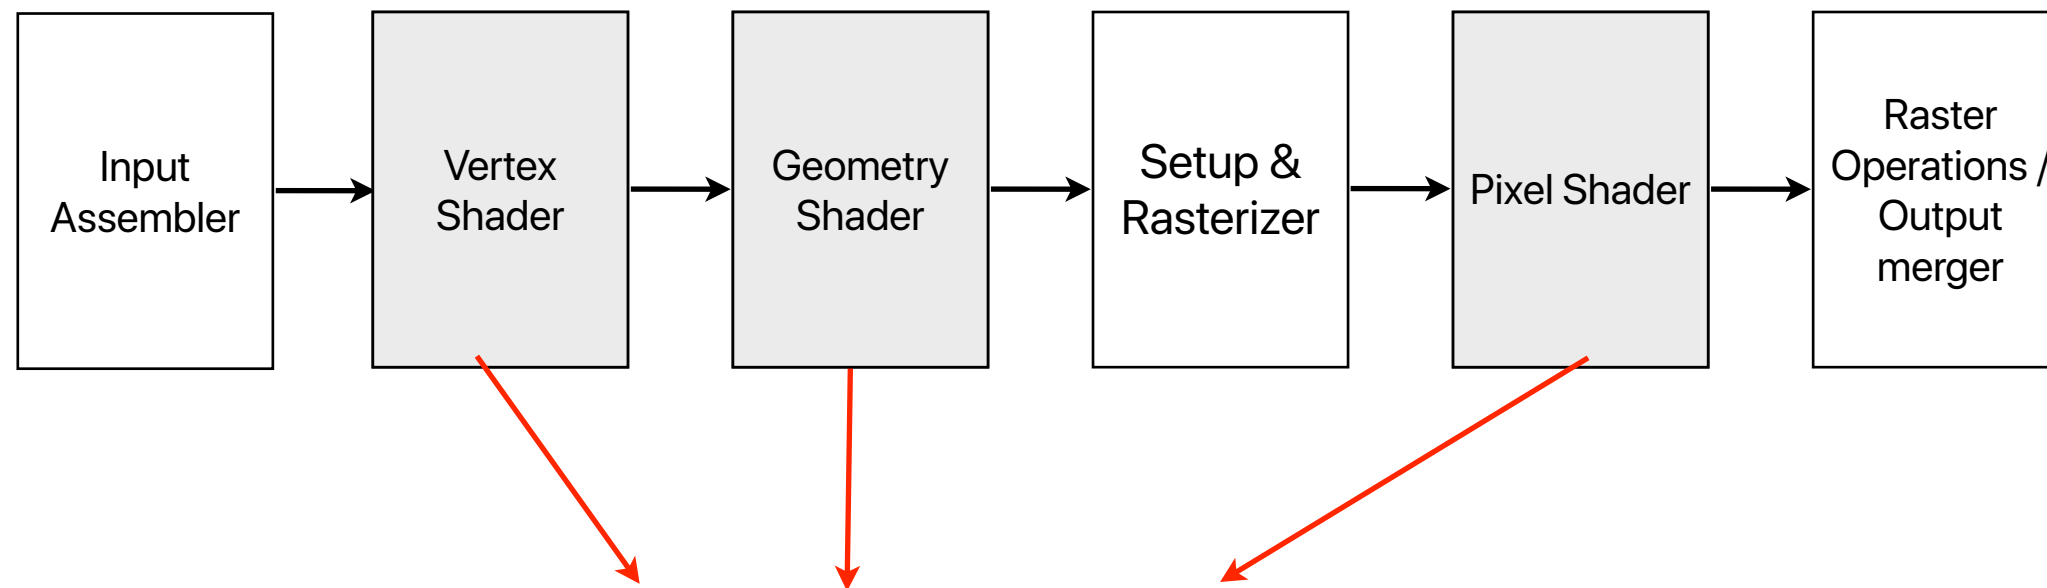 Input
Assembler
Vertex
Shader
Geometry
Shader
Setup &
Rasterizer
Pixel Shader
Raster
Operations /
Output
merger